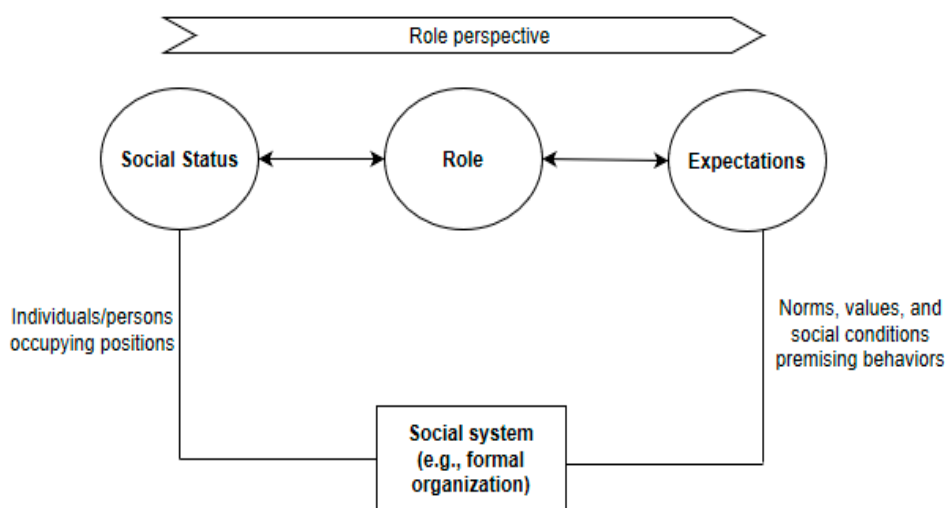 Role perspective
Social Status
Role
Expectations
Individuals/persons
occupying positions
Norms, values, and
social conditions
premising behaviors
Social system
(e.g., formal
organization)